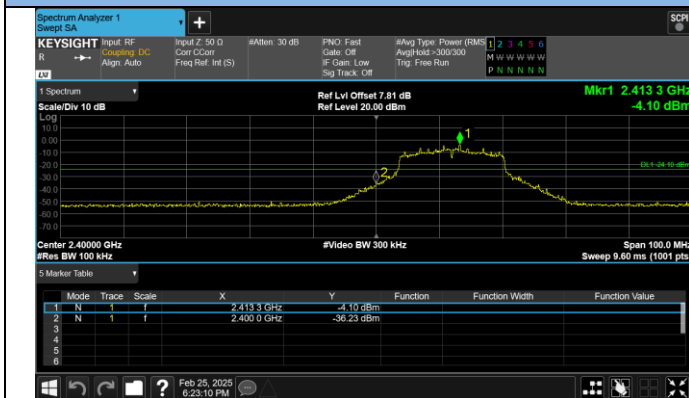 Spectrum Analyzer 1
Swept SA
+
SCPI
KEYSIGHT
R
LXI
Input: RF
Coupling: DC
Align: Auto
Input Z: 50 Ω
Corr CCorr
Freq Ref: Int (S)
#Atten: 30 dB
PNO: Fast
Gate: Off
IF Gain: Low
Sig Track: Off
#Avg Type: Power (RMS
Avg|Hold:>300/300
Trig: Free Run
1 2 3 4 5 6
M W W W W W
P N N N N N
1 Spectrum
Scale/Div 10 dB
Ref Lvl Offset 7.81 dB
Ref Level 20.00 dBm
Mkr1 2.413 3 GHz
-4.10 dBm
Log
10.0
0.00
-10.0
-20.0
-30.0
-40.0
-50.0
-60.0
-70.0
1
2
DL1 -24.10 dBm
Center 2.40000 GHz
#Res BW 100 kHz
#Video BW 300 kHz
Span 100.0 MHz
Sweep 9.60 ms (1001 pts
5 Marker Table
Mode Trace Scale X Y Function Function Width Function Value
1 N 1 f 2.413 3 GHz -4.10 dBm
2 N 1 f 2.400 0 GHz -36.23 dBm
3
4
5
6
?
Feb 25, 2025
6:23:10 PM